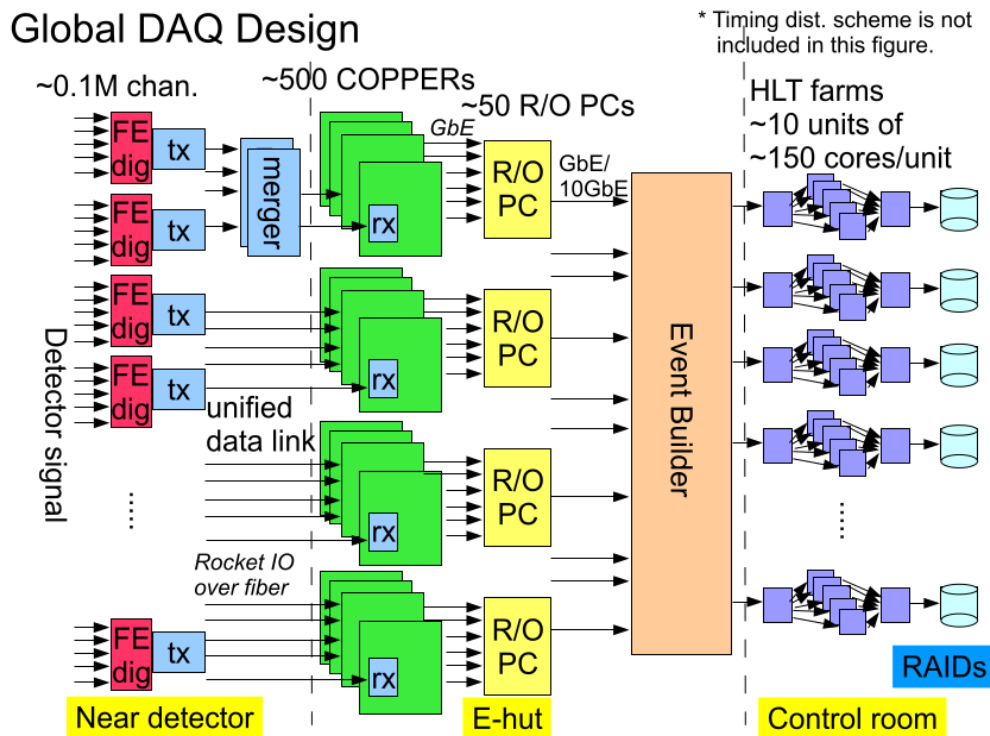 Global DAQ Design
* Timing dist. scheme is not
included in this figure.
~0.1M chan.
~500 COPPERs
~50 R/O PCs
HLT farms
~10 units of
~150 cores/unit
GbE
GbE/
10GbE
FE
dig
tx
merger
rx
R/O
PC
FE
dig
tx
FE
dig
tx
rx
R/O
PC
FE
dig
tx
Detector signal
unified
data link
Event Builder
rx
R/O
PC
.....
.....
Rocket IO
over fiber
FE
dig
tx
rx
R/O
PC
RAIDs
Near detector
E-hut
Control room